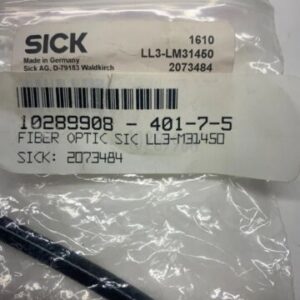 SICK
1610
LL3-LM31450
Made in Germany
Sick AG, D-79183 Waldkirch
2073484
10289908 - 401-7-5
FIBER OPTIC SIC LL3-M31450
SICK: 2073484